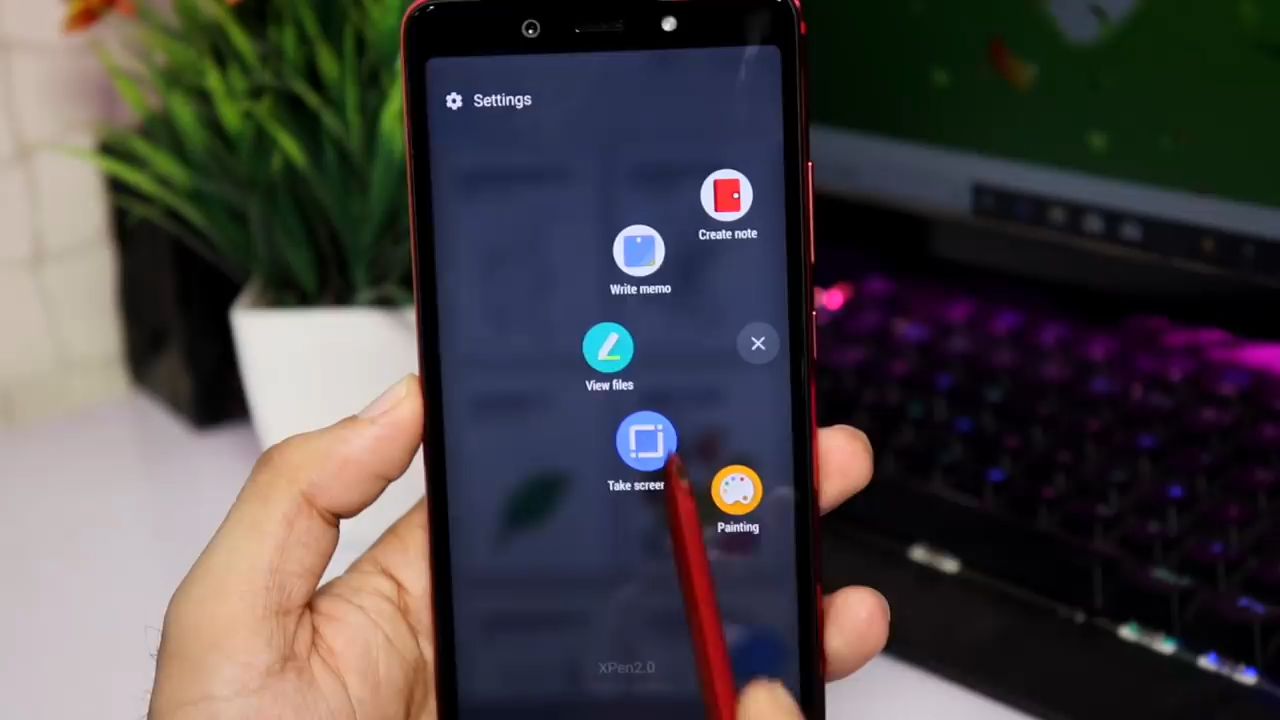 Settings
Create note
Write memo
View files
Take screen
Painting
XPen2.0